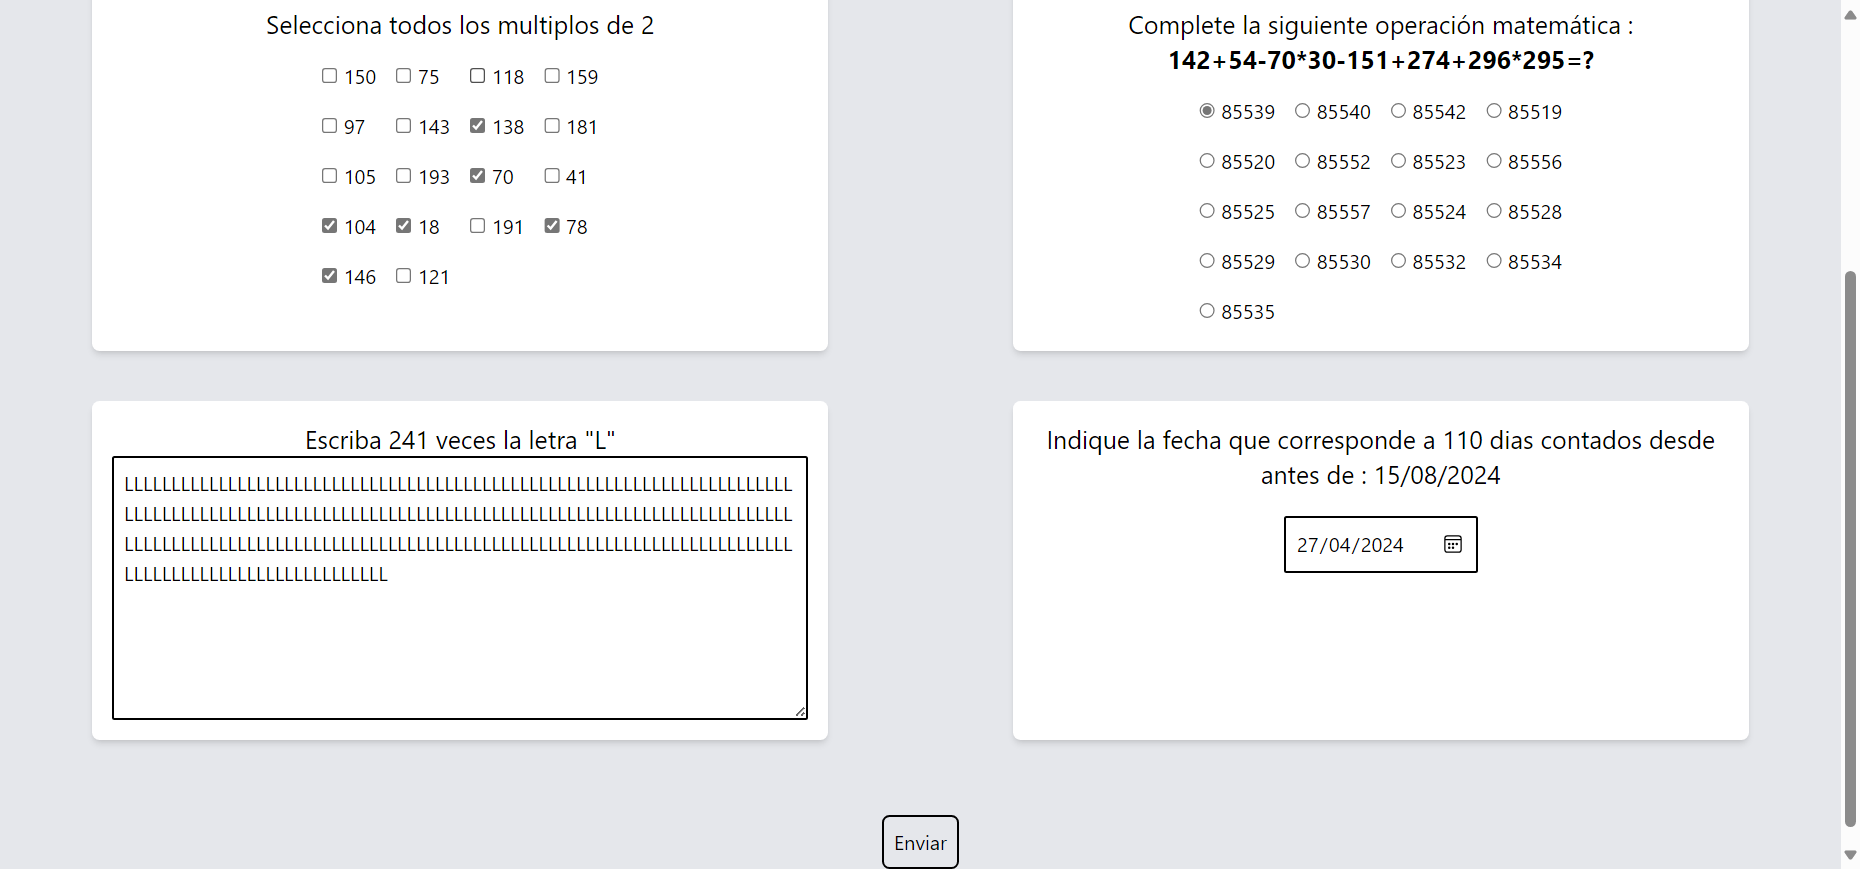 Selecciona todos los multiplos de 2
150 75 118 159
97 143 138 181
105 193 70 41
104 18 191 78
146 121
Complete la siguiente operación matemática :
142+54-70*30-151+274+296*295=?
85539 85540 85542 85519
85520 85552 85523 85556
85525 85557 85524 85528
85529 85530 85532 85534
85535
Escriba 241 veces la letra "L"
LLLLLLLLLLLLLLLLLLLLLLLLLLLLLLLLLLLLLLLLLLLLLLLLLLLLLLLLLLLLLLLLLLLLLLL
LLLLLLLLLLLLLLLLLLLLLLLLLLLLLLLLLLLLLLLLLLLLLLLLLLLLLLLLLLLLLLLLLLLLLLL
LLLLLLLLLLLLLLLLLLLLLLLLLLLLLLLLLLLLLLLLLLLLLLLLLLLLLLLLLLLLLLLLLLLLLLL
LLLLLLLLLLLLLLLLLLLLLLLLLLLL
Indique la fecha que corresponde a 110 dias contados desde
antes de : 15/08/2024
27/04/2024
Enviar